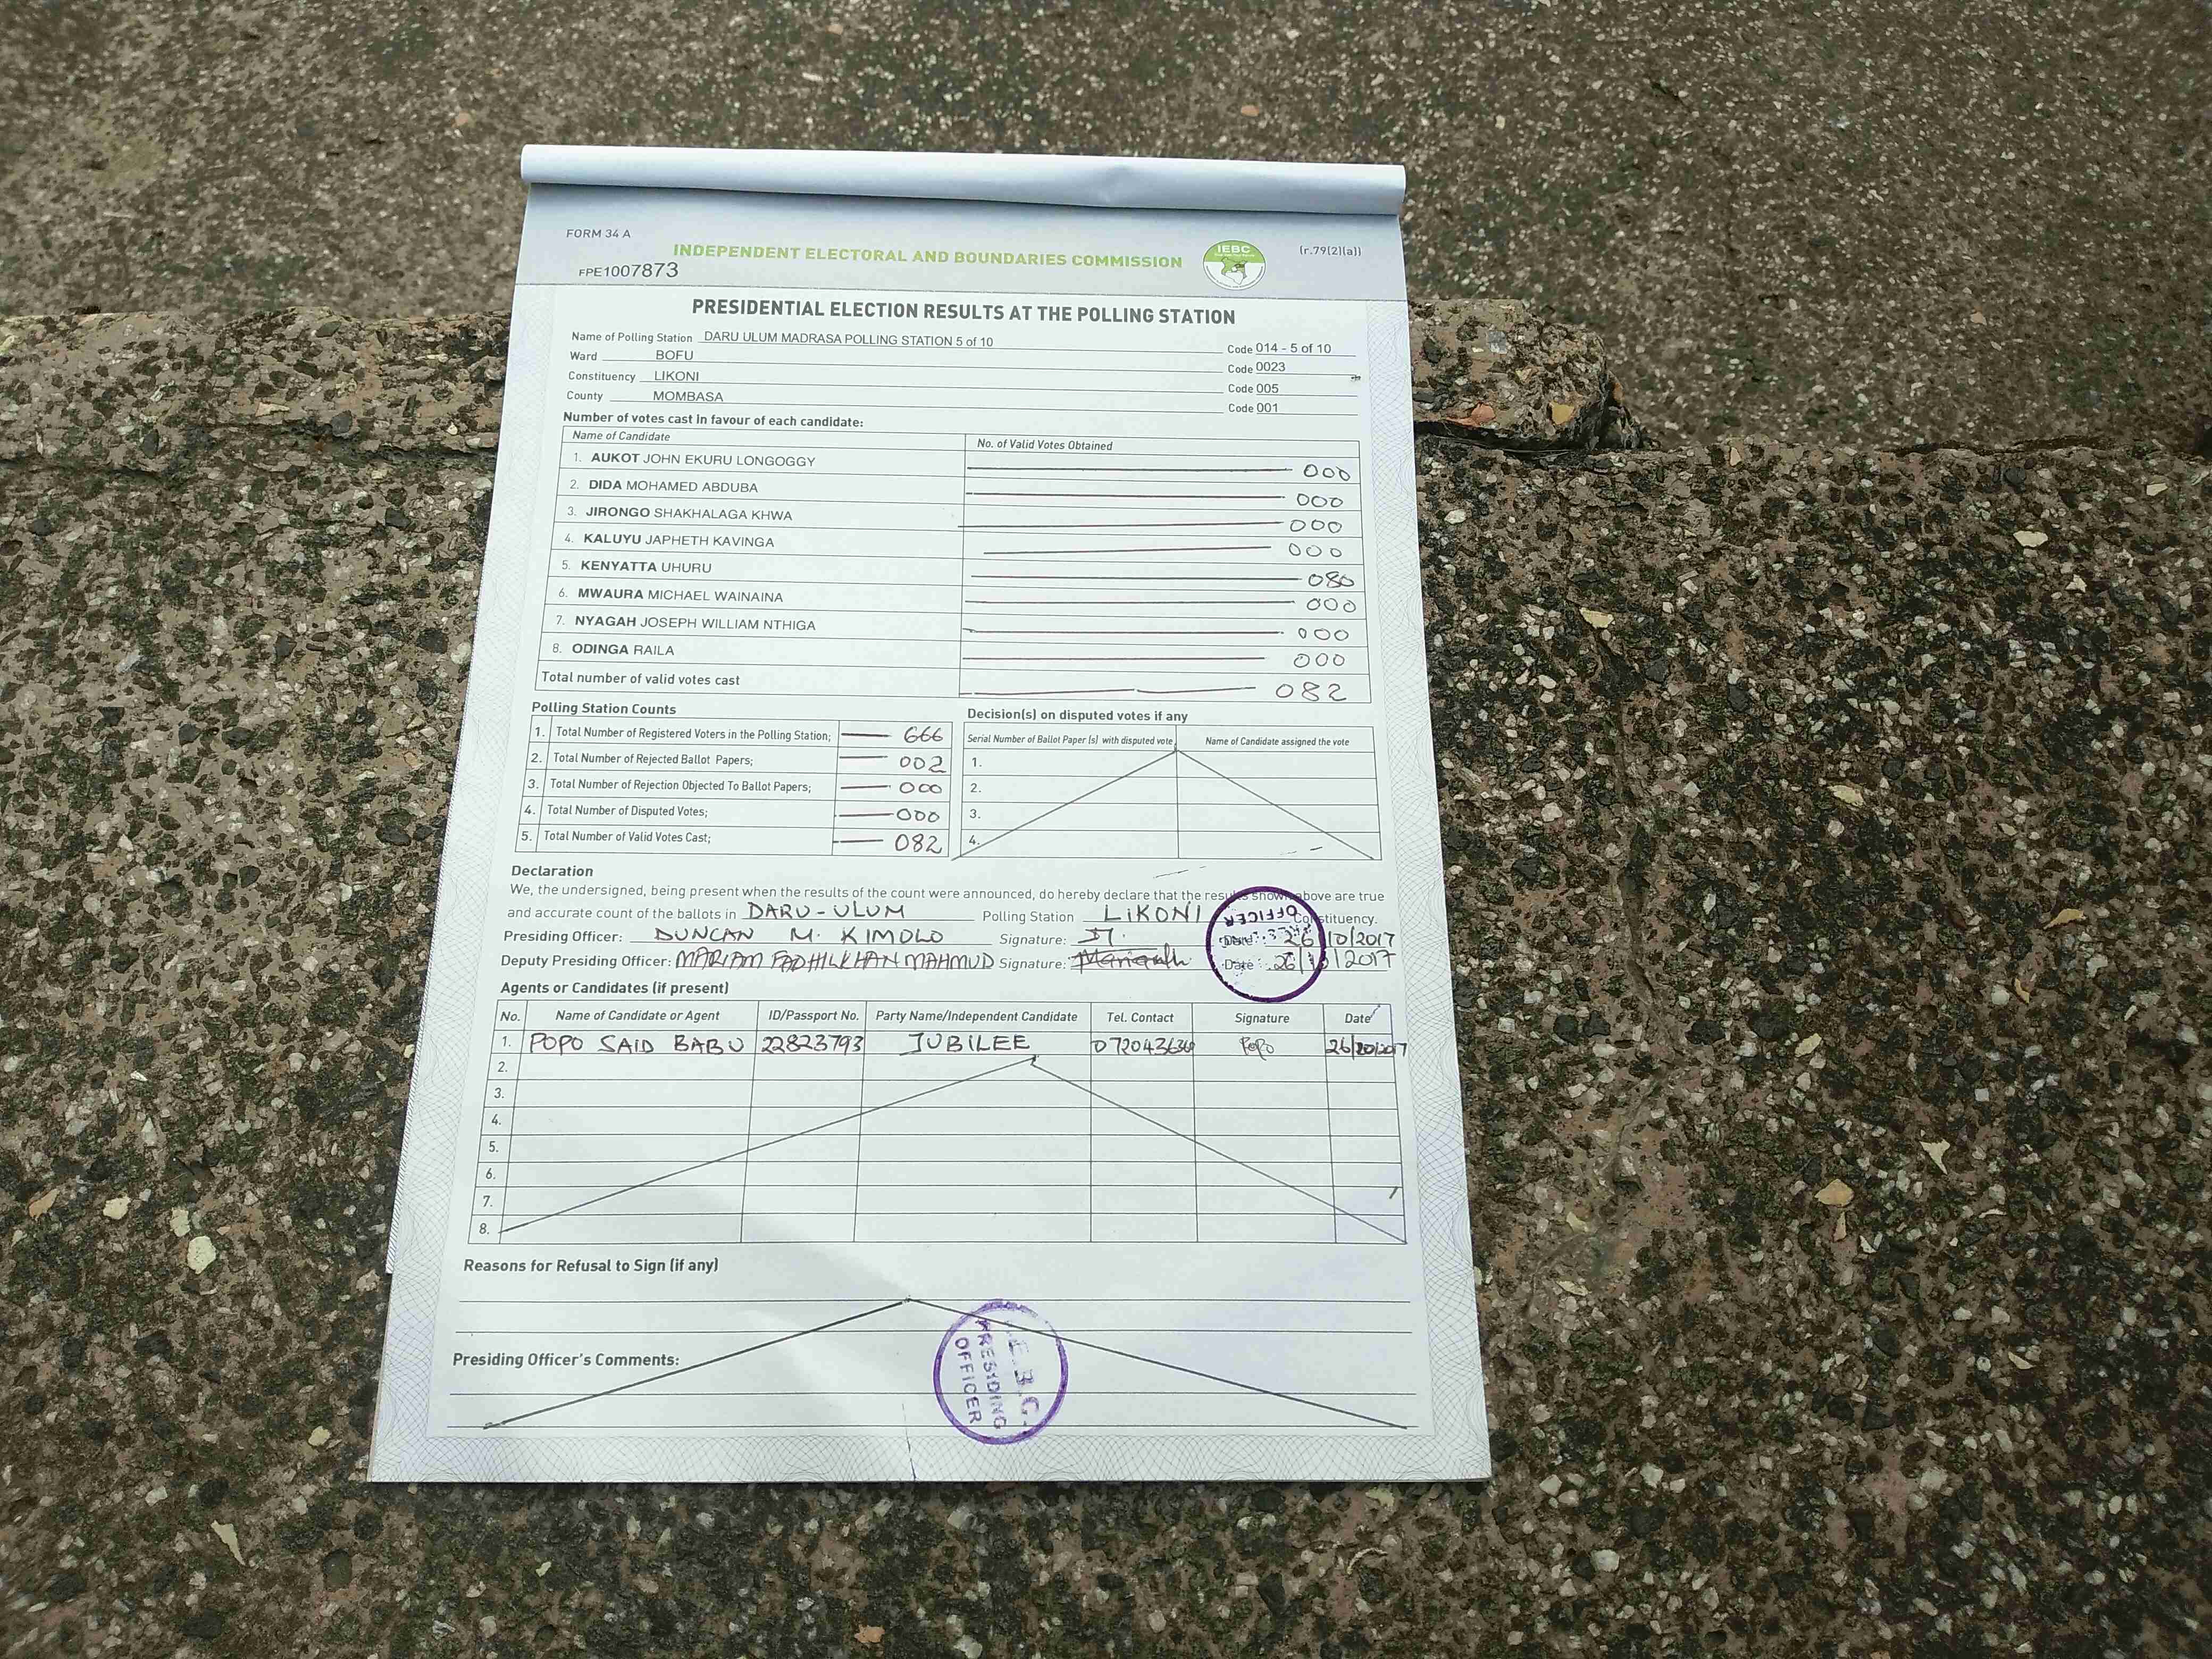 FORM 34 A
INDEPENDENT ELECTORAL AND BOUNDARIES COMMISSION
IEBC
(r.79(2)(a))
FPE1007873
PRESIDENTIAL ELECTION RESULTS AT THE POLLING STATION
Name of Polling Station DARU ULUM MADRASA POLLING STATION 5 of 10 Code 014 - 5 of 10
Ward BOFU Code 0023
Constituency LIKONI Code 005
County MOMBASA Code 001
Number of votes cast in favour of each candidate:
Name of Candidate No. of Valid Votes Obtained
1. AUKOT JOHN EKURU LONGOGGY 000
2. DIDA MOHAMED ABDUBA 000
3. JIRONGO SHAKHALAGA KHWA 000
4. KALUYU JAPHETH KAVINGA 000
5. KENYATTA UHURU 080
6. MWAURA MICHAEL WAINAINA 000
7. NYAGAH JOSEPH WILLIAM NTHIGA 000
8. ODINGA RAILA 000
Total number of valid votes cast 082
Polling Station Counts
1. Total Number of Registered Voters in the Polling Station; 666
2. Total Number of Rejected Ballot Papers; 002
3. Total Number of Rejection Objected To Ballot Papers; 000
4. Total Number of Disputed Votes; 000
5. Total Number of Valid Votes Cast; 082
Decision(s) on disputed votes if any
Serial Number of Ballot Paper (s) with disputed vote Name of Candidate assigned the vote
1.
2.
3.
4.
Declaration
We, the undersigned, being present when the results of the count were announced, do hereby declare that the results shown above are true
and accurate count of the ballots in DARU-ULUM Polling Station LIKONI Constituency.
Presiding Officer: DUNCAN M. KIMOLO Signature: Date: 26/10/2017
Deputy Presiding Officer: MARIAM FADHILKHAN MAHMUD Signature: Date: 26/10/2017
OFFICER
Agents or Candidates (if present)
No. Name of Candidate or Agent ID/Passport No. Party Name/Independent Candidate Tel. Contact Signature Date
1. POPO SAID BABU 22823793 JUBILEE Popo
2.
3.
4.
5.
6.
7.
8.
Reasons for Refusal to Sign (if any)
Presiding Officer's Comments:
I.E.B.C.
PRESIDING
OFFICER